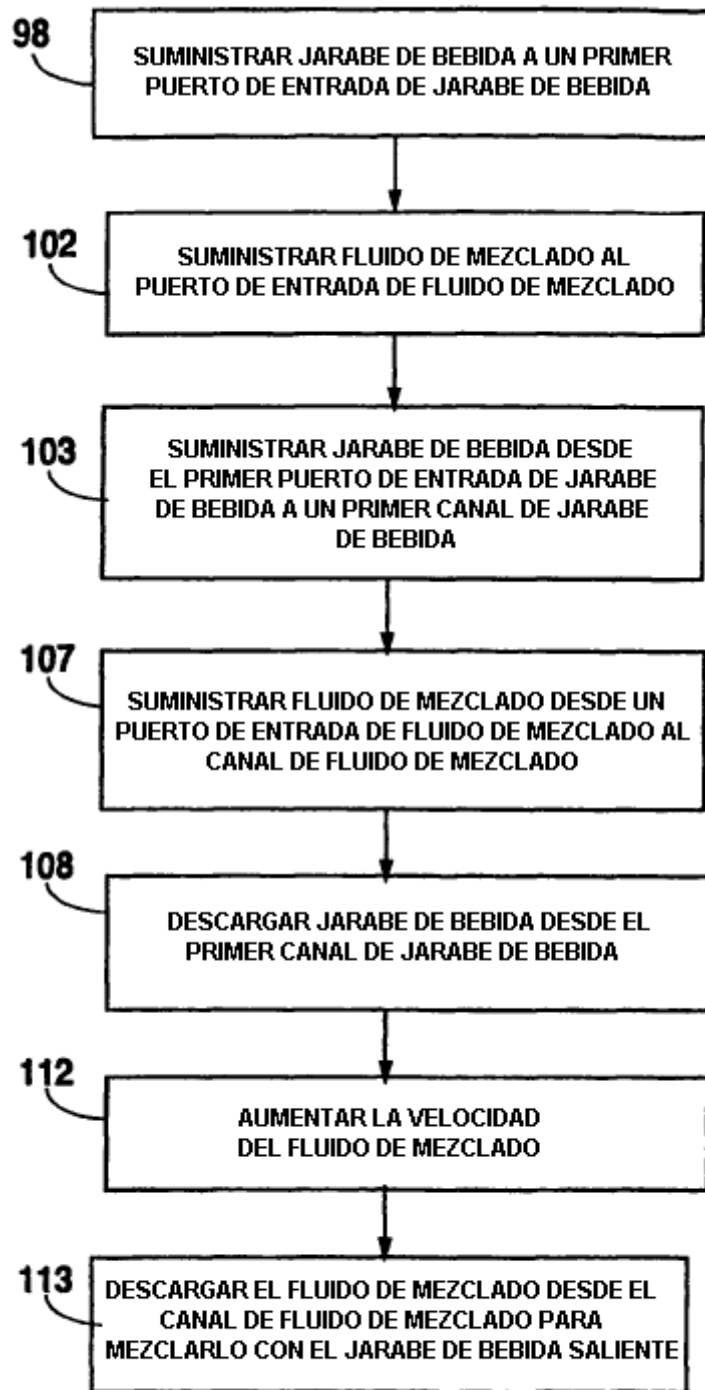 98
SUMINISTRAR JARABE DE BEBIDA A UN PRIMER
PUERTO DE ENTRADA DE JARABE DE BEBIDA
102
SUMINISTRAR FLUIDO DE MEZCLADO AL
PUERTO DE ENTRADA DE FLUIDO DE MEZCLADO
103
SUMINISTRAR JARABE DE BEBIDA DESDE
EL PRIMER PUERTO DE ENTRADA DE JARABE
DE BEBIDA A UN PRIMER CANAL DE JARABE
DE BEBIDA
107
SUMINISTRAR FLUIDO DE MEZCLADO DESDE UN
PUERTO DE ENTRADA DE FLUIDO DE MEZCLADO AL
CANAL DE FLUIDO DE MEZCLADO
108
DESCARGAR JARABE DE BEBIDA DESDE EL
PRIMER CANAL DE JARABE DE BEBIDA
112
AUMENTAR LA VELOCIDAD
DEL FLUIDO DE MEZCLADO
113
DESCARGAR EL FLUIDO DE MEZCLADO DESDE EL
CANAL DE FLUIDO DE MEZCLADO PARA
MEZCLARLO CON EL JARABE DE BEBIDA SALIENTE